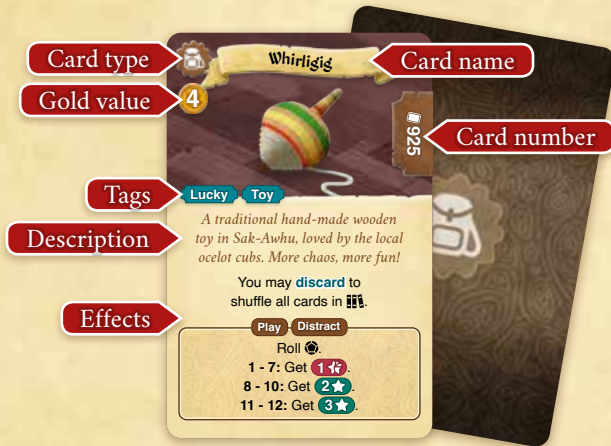 Card type
Whirligig
Card name
Gold value
4
925
Card number
Tags
Lucky Toy
Description
A traditional hand-made wooden
toy in Sak-Awhu, loved by the local
ocelot cubs. More chaos, more fun!
You may discard to
shuffle all cards in .
Effects
Play Distract
Roll .
1 - 7: Get 1 .
8 - 10: Get 2 .
11 - 12: Get 3 .